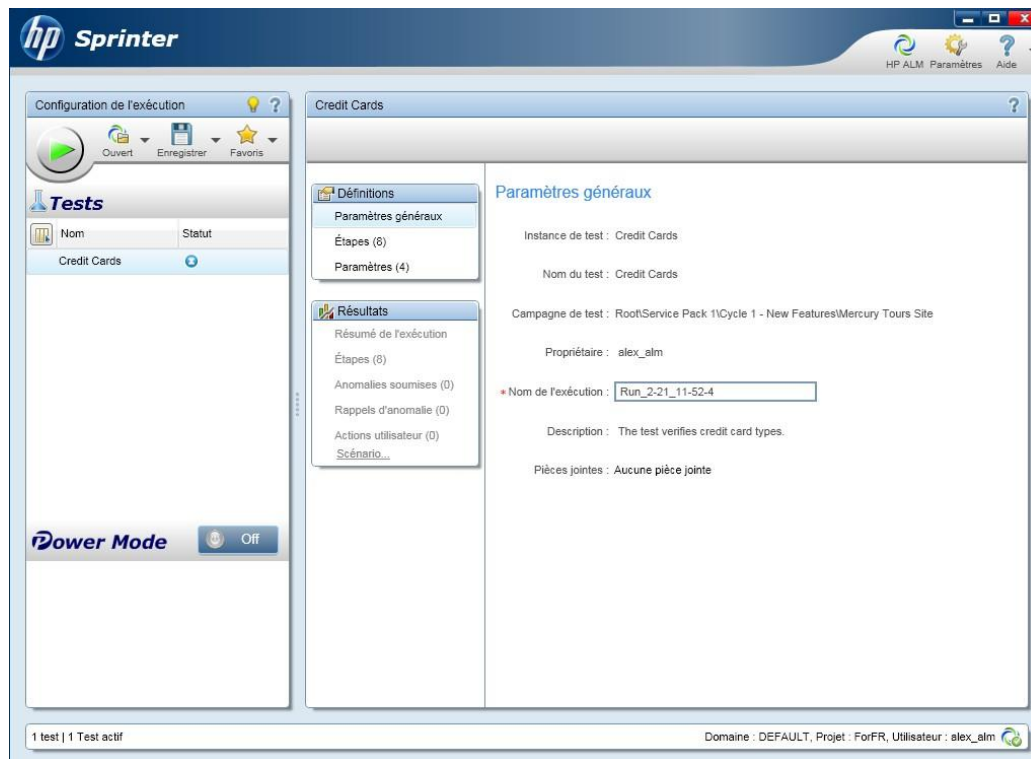 hp Sprinter
HP ALM Paramètres Aide
Configuration de l'exécution ?
Ouvert Enregistrer Favoris
Tests
Nom Statut
Credit Cards
Power Mode Off
Credit Cards ?
Définitions
Paramètres généraux
Étapes (8)
Paramètres (4)
Résultats
Résumé de l'exécution
Étapes (8)
Anomalies soumises (0)
Rappels d'anomalie (0)
Actions utilisateur (0)
Scénario...
Paramètres généraux
Instance de test : Credit Cards
Nom du test : Credit Cards
Campagne de test : Root\Service Pack 1\Cycle 1 - New Features\Mercury Tours Site
Propriétaire : alex_alm
* Nom de l'exécution : Run_2-21_11-52-4
Description : The test verifies credit card types.
Pièces jointes : Aucune pièce jointe
1 test | 1 Test actif
Domaine : DEFAULT, Projet : ForFR, Utilisateur : alex_alm